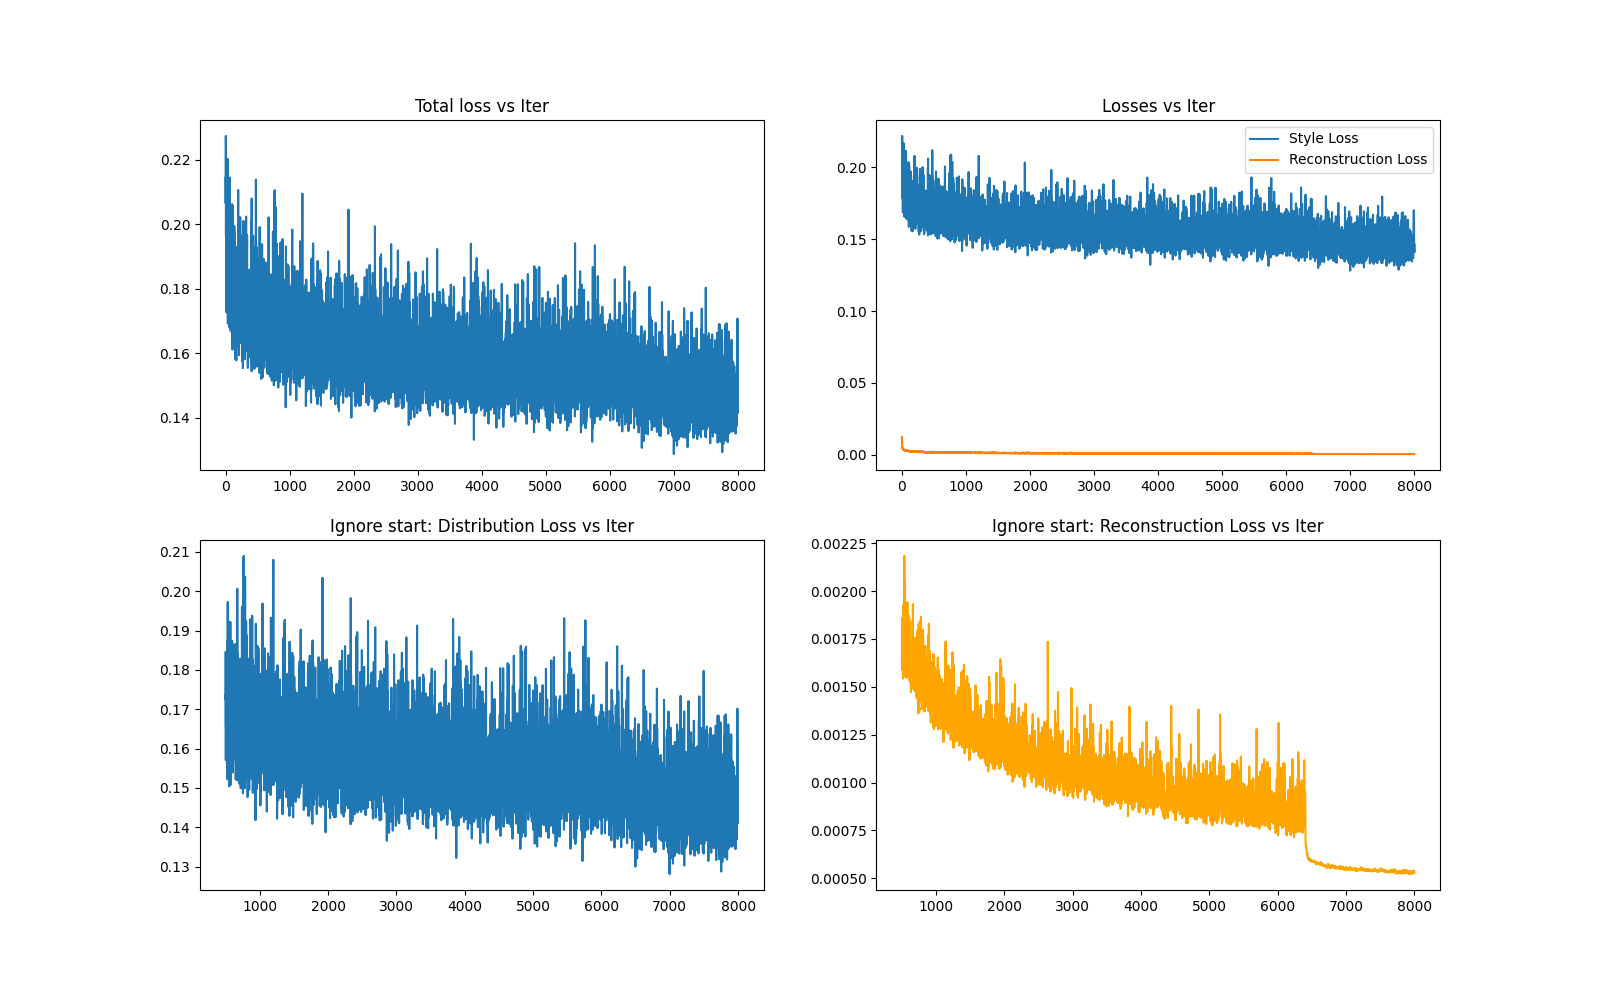 Total loss vs Iter
0.22
0.20
0.18
0.16
0.14
0 1000 2000 3000 4000 5000 6000 7000 8000
Losses vs Iter
Style Loss
Reconstruction Loss
0.20
0.15
0.10
0.05
0.00
0 1000 2000 3000 4000 5000 6000 7000 8000
Ignore start: Distribution Loss vs Iter
0.21
0.20
0.19
0.18
0.17
0.16
0.15
0.14
0.13
1000 2000 3000 4000 5000 6000 7000 8000
Ignore start: Reconstruction Loss vs Iter
0.00225
0.00200
0.00175
0.00150
0.00125
0.00100
0.00075
0.00050
1000 2000 3000 4000 5000 6000 7000 8000